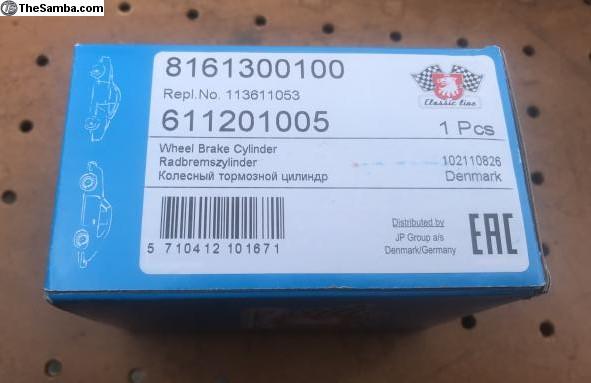 TheSamba.com
8161300100
Repl.No. 113611053
611201005
Classic line
1 Pcs
Wheel Brake Cylinder
Radbremszylinder
Колесный тормозной цилиндр
102110826
Denmark
5 710412 101671
Distributed by
JP Group a/s
Denmark/Germany
EAC